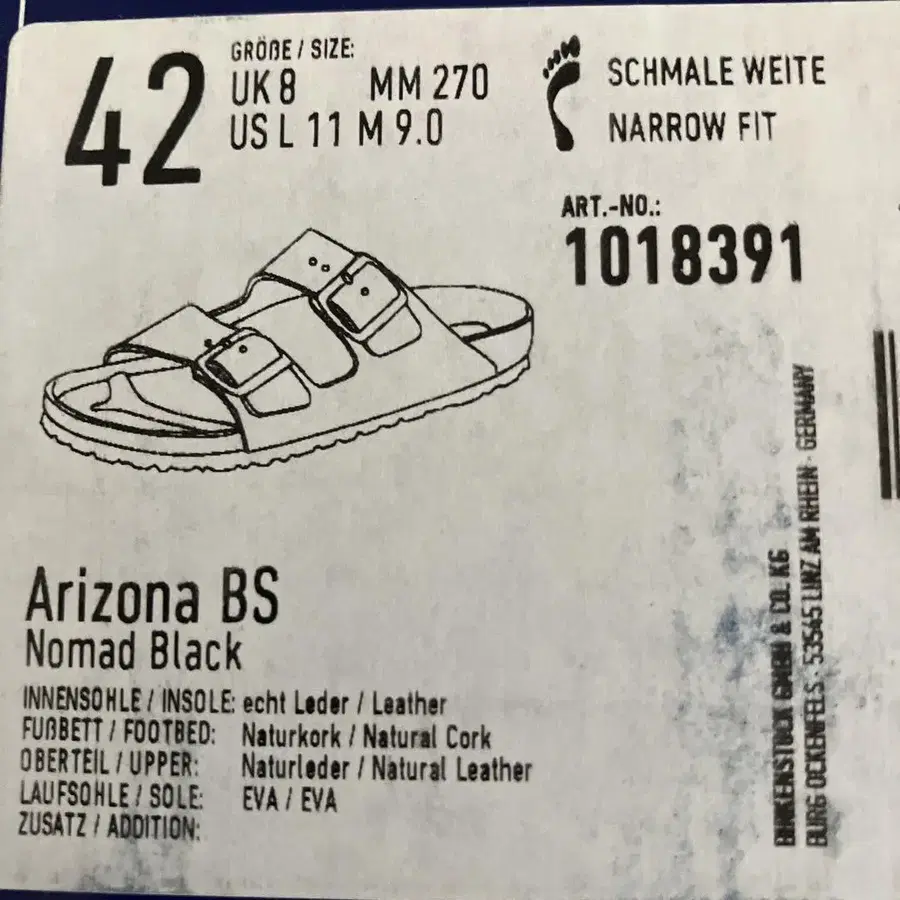 42
GRÖßE / SIZE:
UK 8 MM 270
US L 11 M 9.0
SCHMALE WEITE
NARROW FIT
ART.-NO.:
1018391
Arizona BS
Nomad Black
INNENSOHLE / INSOLE: echt Leder / Leather
FUßBETT / FOOTBED: Naturkork / Natural Cork
OBERTEIL / UPPER: Naturleder / Natural Leather
LAUFSOHLE / SOLE: EVA / EVA
ZUSATZ / ADDITION:
BIRKENSTOCK GMBH & CO. KG
BURG OCKENFELS · 53545 LINZ AM RHEIN · GERMANY